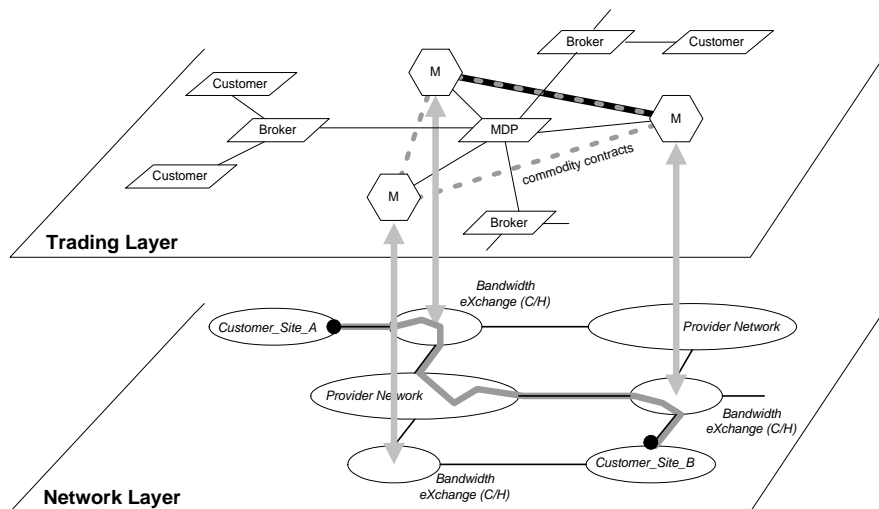 Broker
Customer
M
Customer
M
Broker
MDP
commodity contracts
Customer
M
Broker
Trading Layer
Bandwidth
eXchange (C/H)
Customer_Site_A
Provider Network
Provider Network
Bandwidth
eXchange (C/H)
Customer_Site_B
Bandwidth
eXchange (C/H)
Network Layer